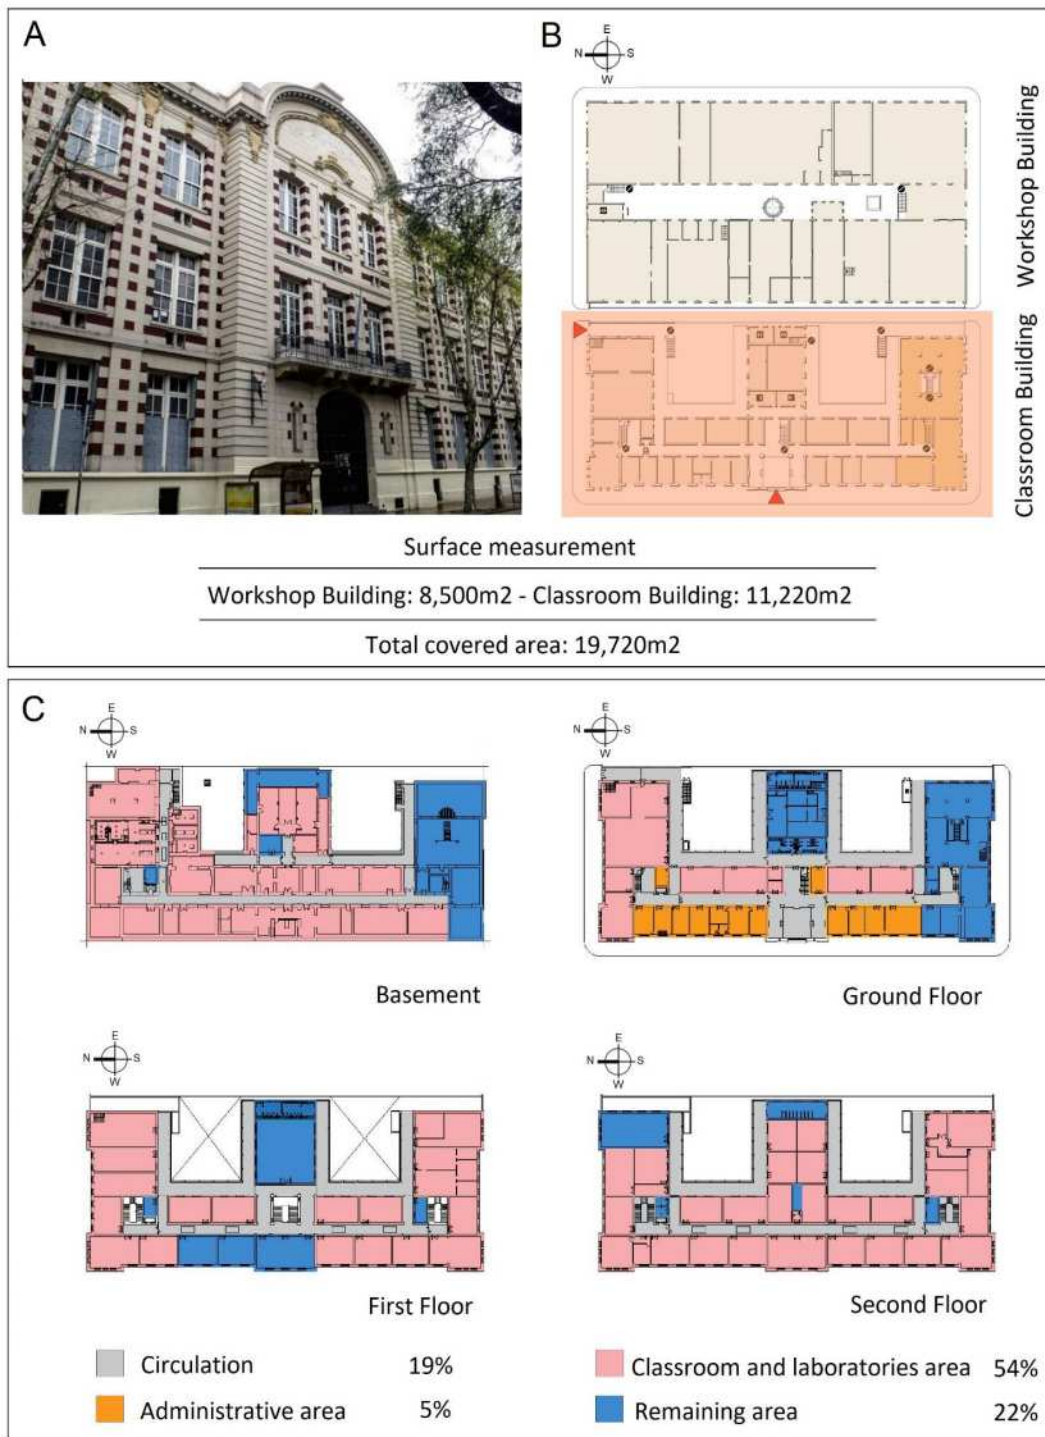 A
B
E
N S
W
Workshop Building
Classroom Building
Surface measurement
Workshop Building: 8,500m2 - Classroom Building: 11,220m2
Total covered area: 19,720m2
C
E
N S
W
E
N S
W
Basement
Ground Floor
E
N S
W
E
N S
W
First Floor
Second Floor
Circulation 19%
Classroom and laboratories area 54%
Administrative area 5%
Remaining area 22%